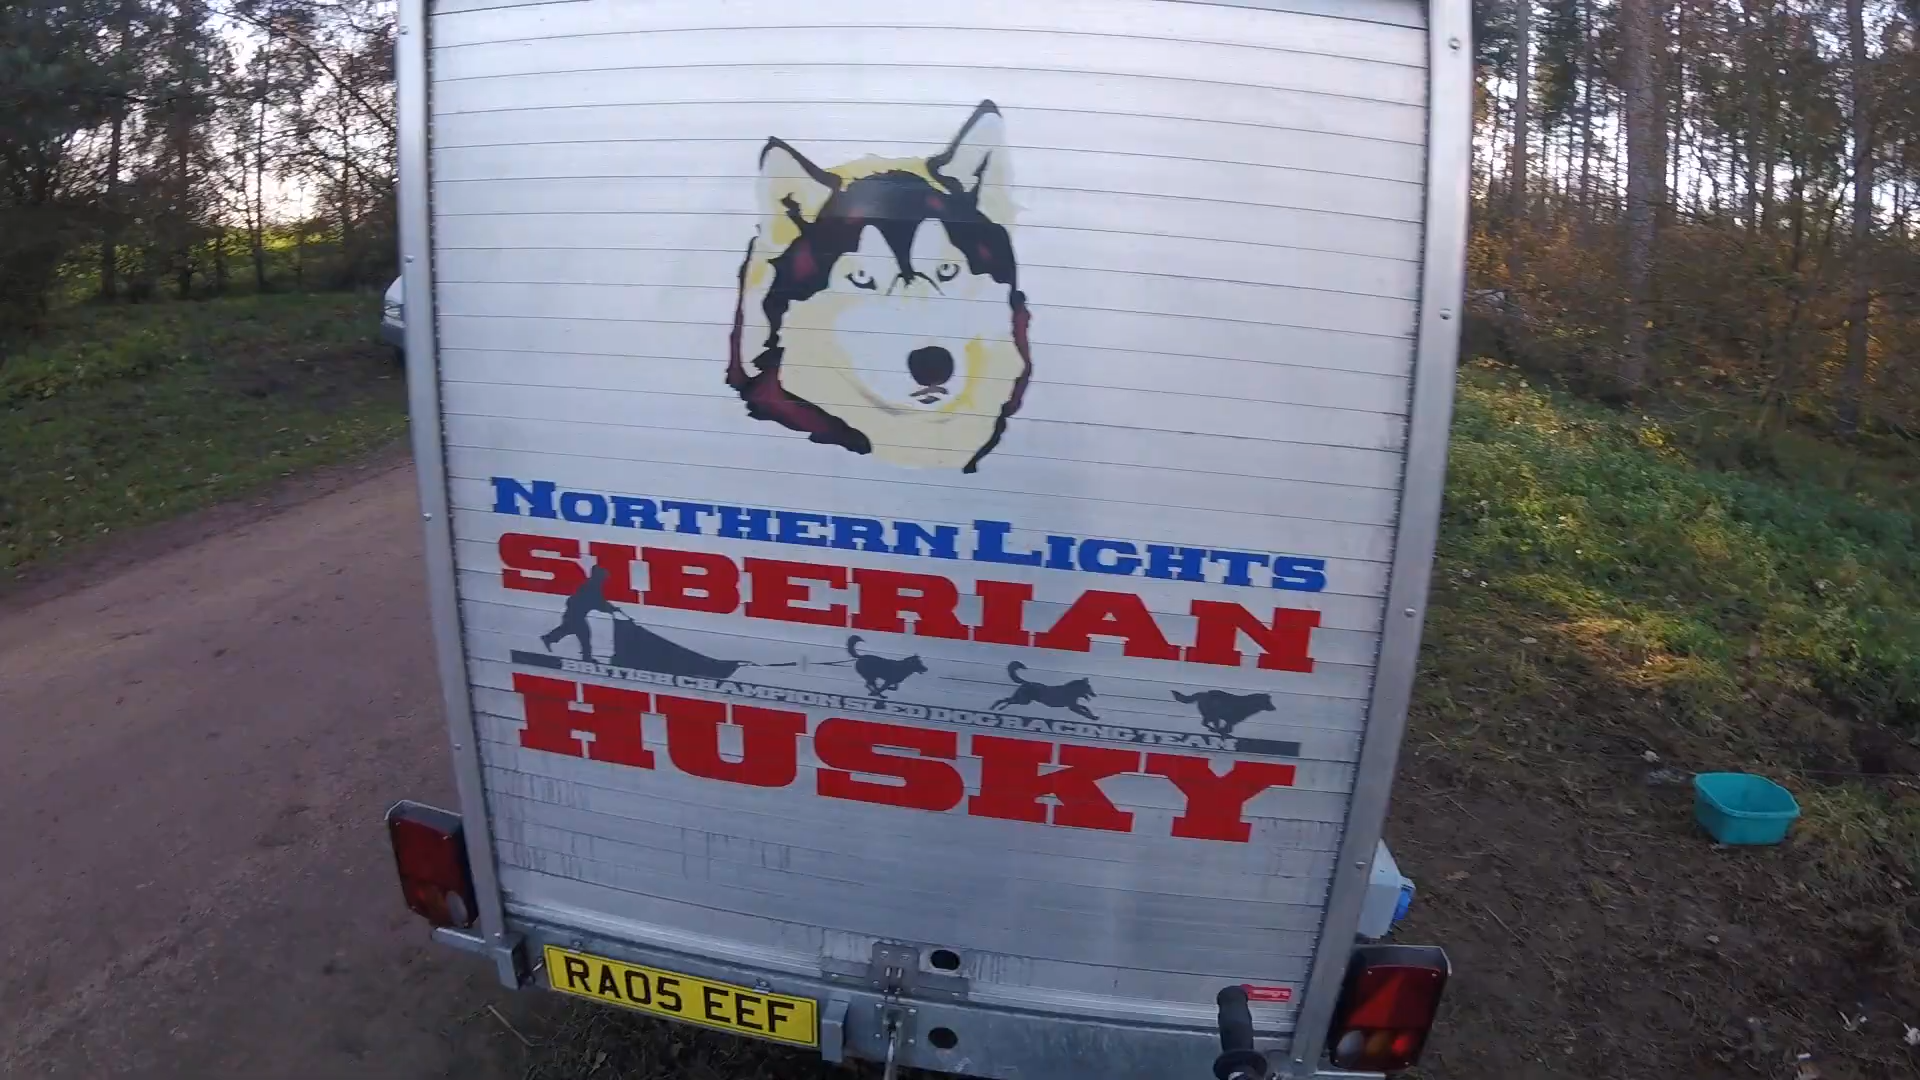 NORTHERN LIGHTS
SIBERIAN
BRITISH CHAMPION SLED DOG RACING TEAM
HUSKY
RA05 EEF